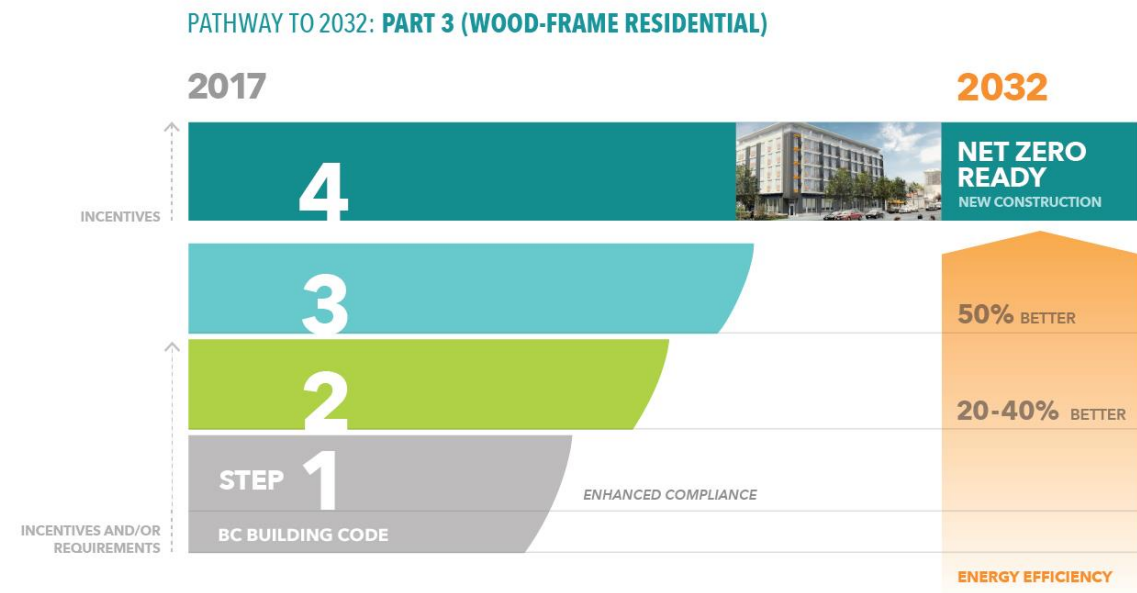 PATHWAY TO 2032: PART 3 (WOOD-FRAME RESIDENTIAL)
2017
2032
4
NET ZERO
READY
NEW CONSTRUCTION
INCENTIVES
3
50% BETTER
2
20-40% BETTER
STEP 1
ENHANCED COMPLIANCE
BC BUILDING CODE
INCENTIVES AND/OR
REQUIREMENTS
ENERGY EFFICIENCY